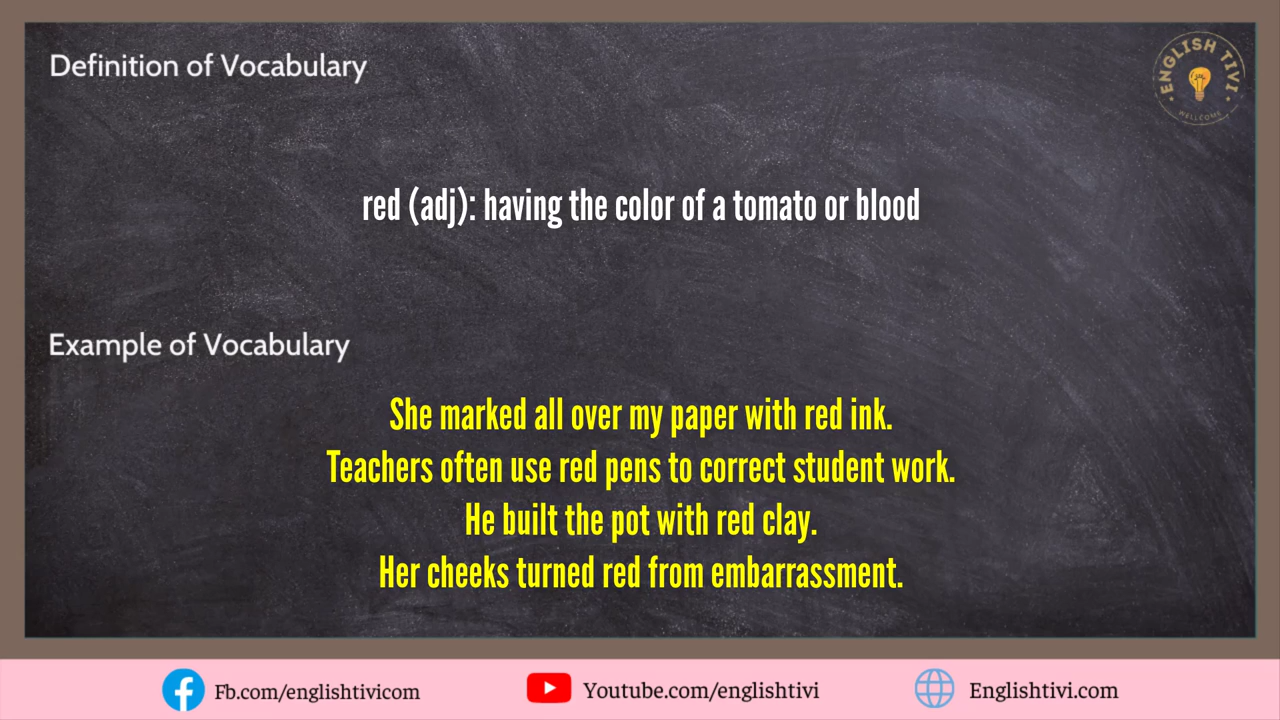 Definition of Vocabulary
ENGLISH TIVI
WELLCOME
red (adj): having the color of a tomato or blood
Example of Vocabulary
She marked all over my paper with red ink.
Teachers often use red pens to correct student work.
He built the pot with red clay.
Her cheeks turned red from embarrassment.
Fb.com/englishtivicom
Youtube.com/englishtivi
Englishtivi.com